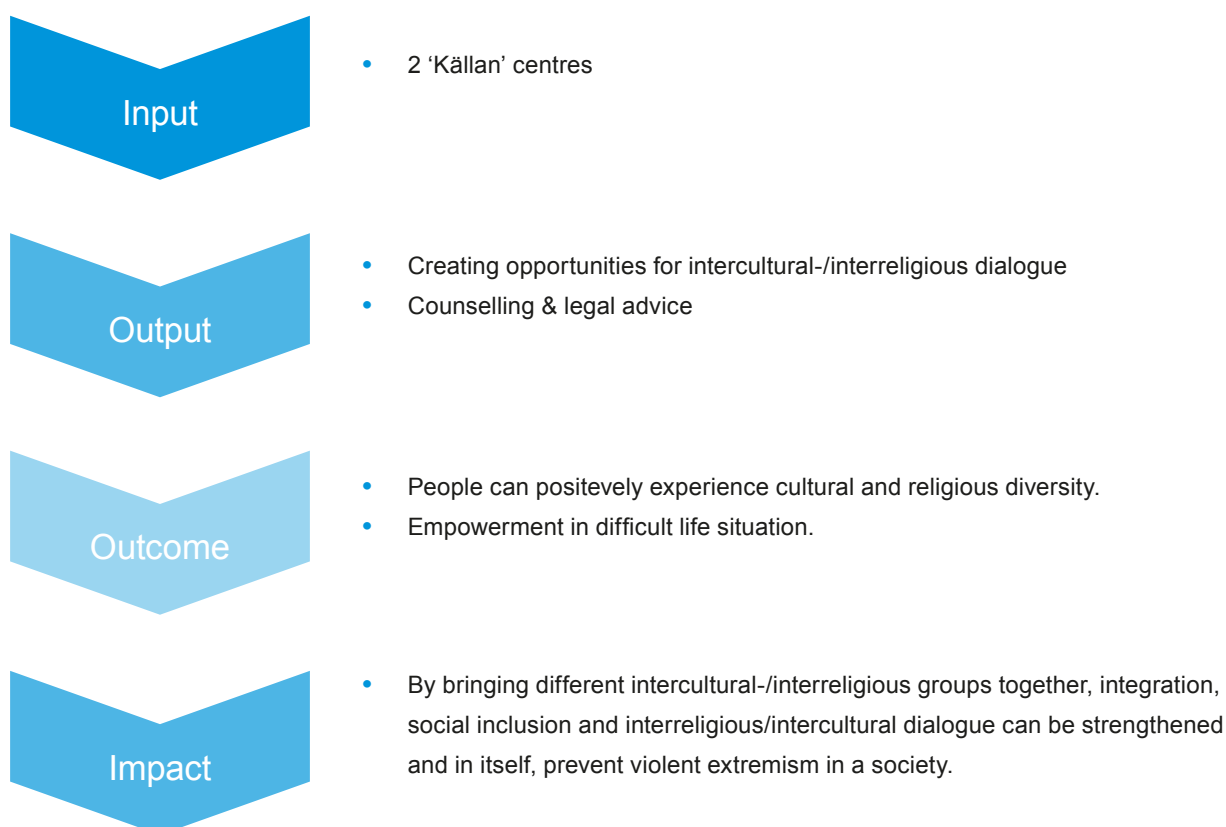 Input
• 2 ‘Källan’ centres
Output
• Creating opportunities for intercultural-/interreligious dialogue
• Counselling & legal advice
Outcome
• People can positevely experience cultural and religious diversity.
• Empowerment in difficult life situation.
Impact
• By bringing different intercultural-/interreligious groups together, integration,
social inclusion and interreligious/intercultural dialogue can be strengthened
and in itself, prevent violent extremism in a society.